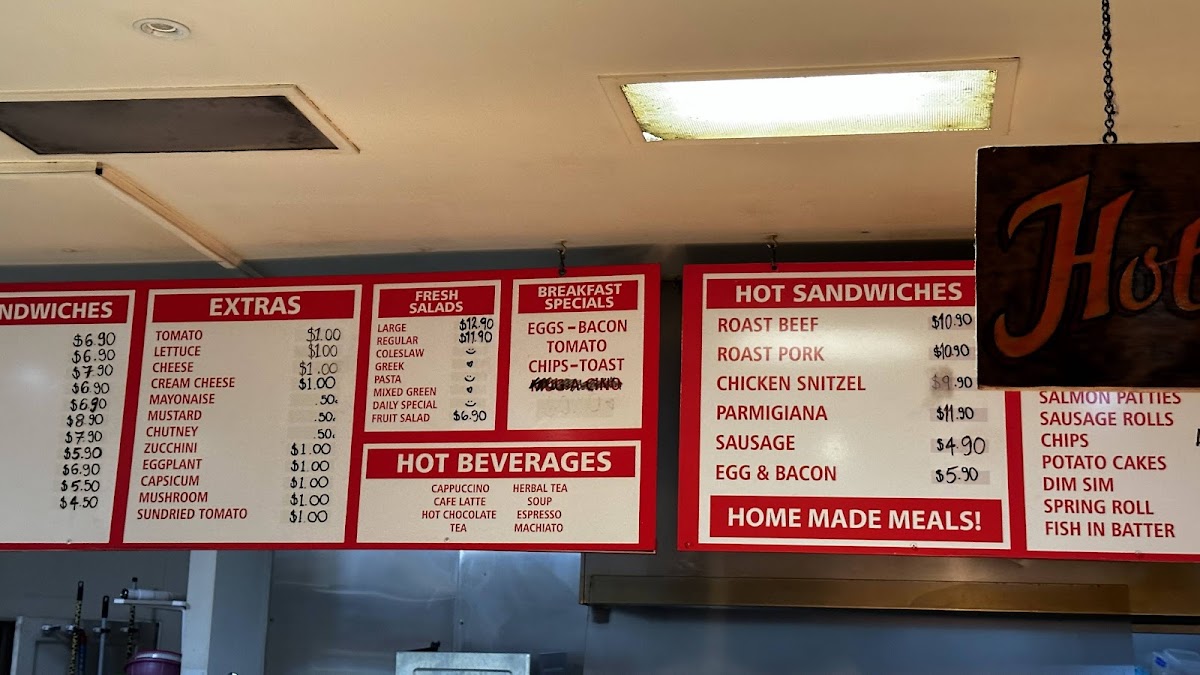 NDWICHES
$6.90
$6.90
$7.90
$6.90
$6.90
$8.90
$7.90
$5.90
$6.90
$5.50
$4.50
EXTRAS
TOMATO $1.00
LETTUCE $1.00
CHEESE $1.00
CREAM CHEESE $1.00
MAYONAISE .50c
MUSTARD .50c
CHUTNEY .50c
ZUCCHINI $1.00
EGGPLANT $1.00
CAPSICUM $1.00
MUSHROOM $1.00
SUNDRIED TOMATO $1.00
FRESH
SALADS
LARGE $12.90
REGULAR $11.90
COLESLAW
GREEK
PASTA
MIXED GREEN
DAILY SPECIAL
FRUIT SALAD $6.90
BREAKFAST
SPECIALS
EGGS – BACON
TOMATO
CHIPS – TOAST
HOT BEVERAGES
CAPPUCCINO HERBAL TEA
CAFE LATTE SOUP
HOT CHOCOLATE ESPRESSO
TEA MACHIATO
HOT SANDWICHES
ROAST BEEF $10.90
ROAST PORK $10.90
CHICKEN SNITZEL $9.90
PARMIGIANA $11.90
SAUSAGE $4.90
EGG & BACON $5.90
HOME MADE MEALS!
Hot
SALMON PATTIES
SAUSAGE ROLLS
CHIPS
POTATO CAKES
DIM SIM
SPRING ROLL
FISH IN BATTER